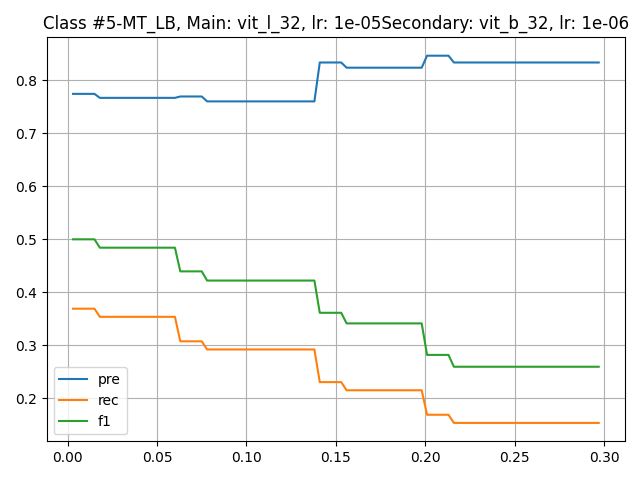 Class #5-MT_LB, Main: vit_l_32, lr: 1e-05Secondary: vit_b_32, lr: 1e-06
0.8
0.7
0.6
0.5
0.4
0.3
0.2
pre
rec
f1
0.00 0.05 0.10 0.15 0.20 0.25 0.30